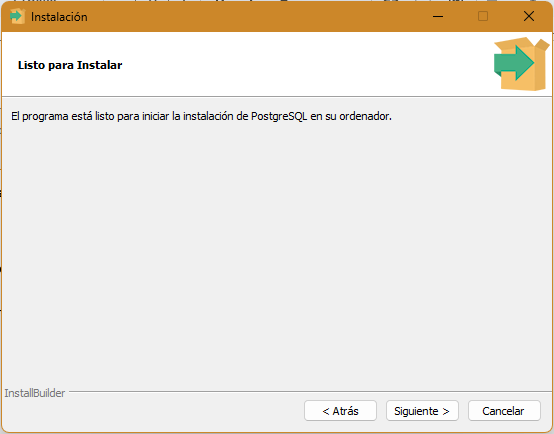 Instalación
Listo para Instalar
El programa está listo para iniciar la instalación de PostgreSQL en su ordenador.
InstallBuilder
< Atrás
Siguiente >
Cancelar